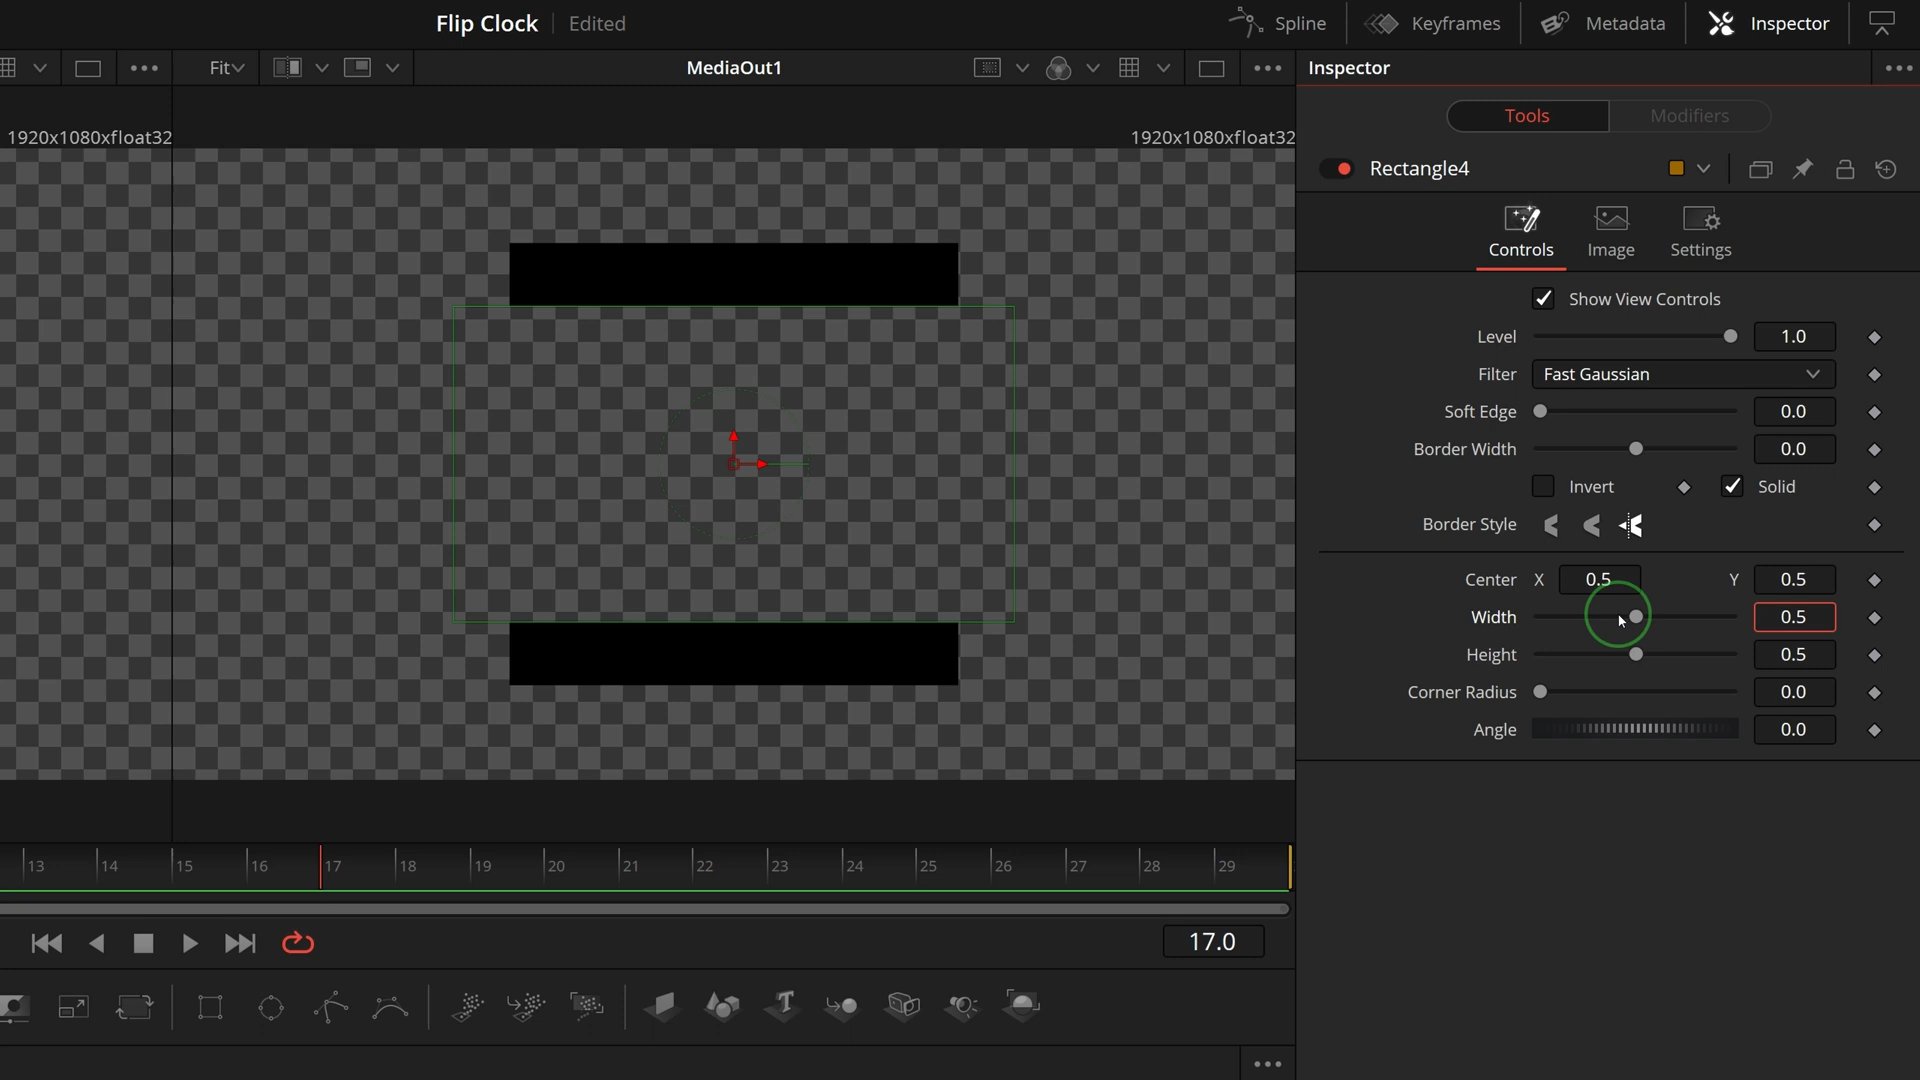 Flip Clock Edited Spline Keyframes Metadata Inspector
Fit MediaOut1 Inspector
Tools Modifiers
1920x1080xfloat32 1920x1080xfloat32
Rectangle4
Controls Image Settings
Show View Controls
Level 1.0
Filter Fast Gaussian
Soft Edge 0.0
Border Width 0.0
Invert Solid
Border Style
Center X 0.5 Y 0.5
Width 0.5
Height 0.5
Corner Radius 0.0
Angle 0.0
13 14 15 16 17 18 19 20 21 22 23 24 25 26 27 28 29
17.0